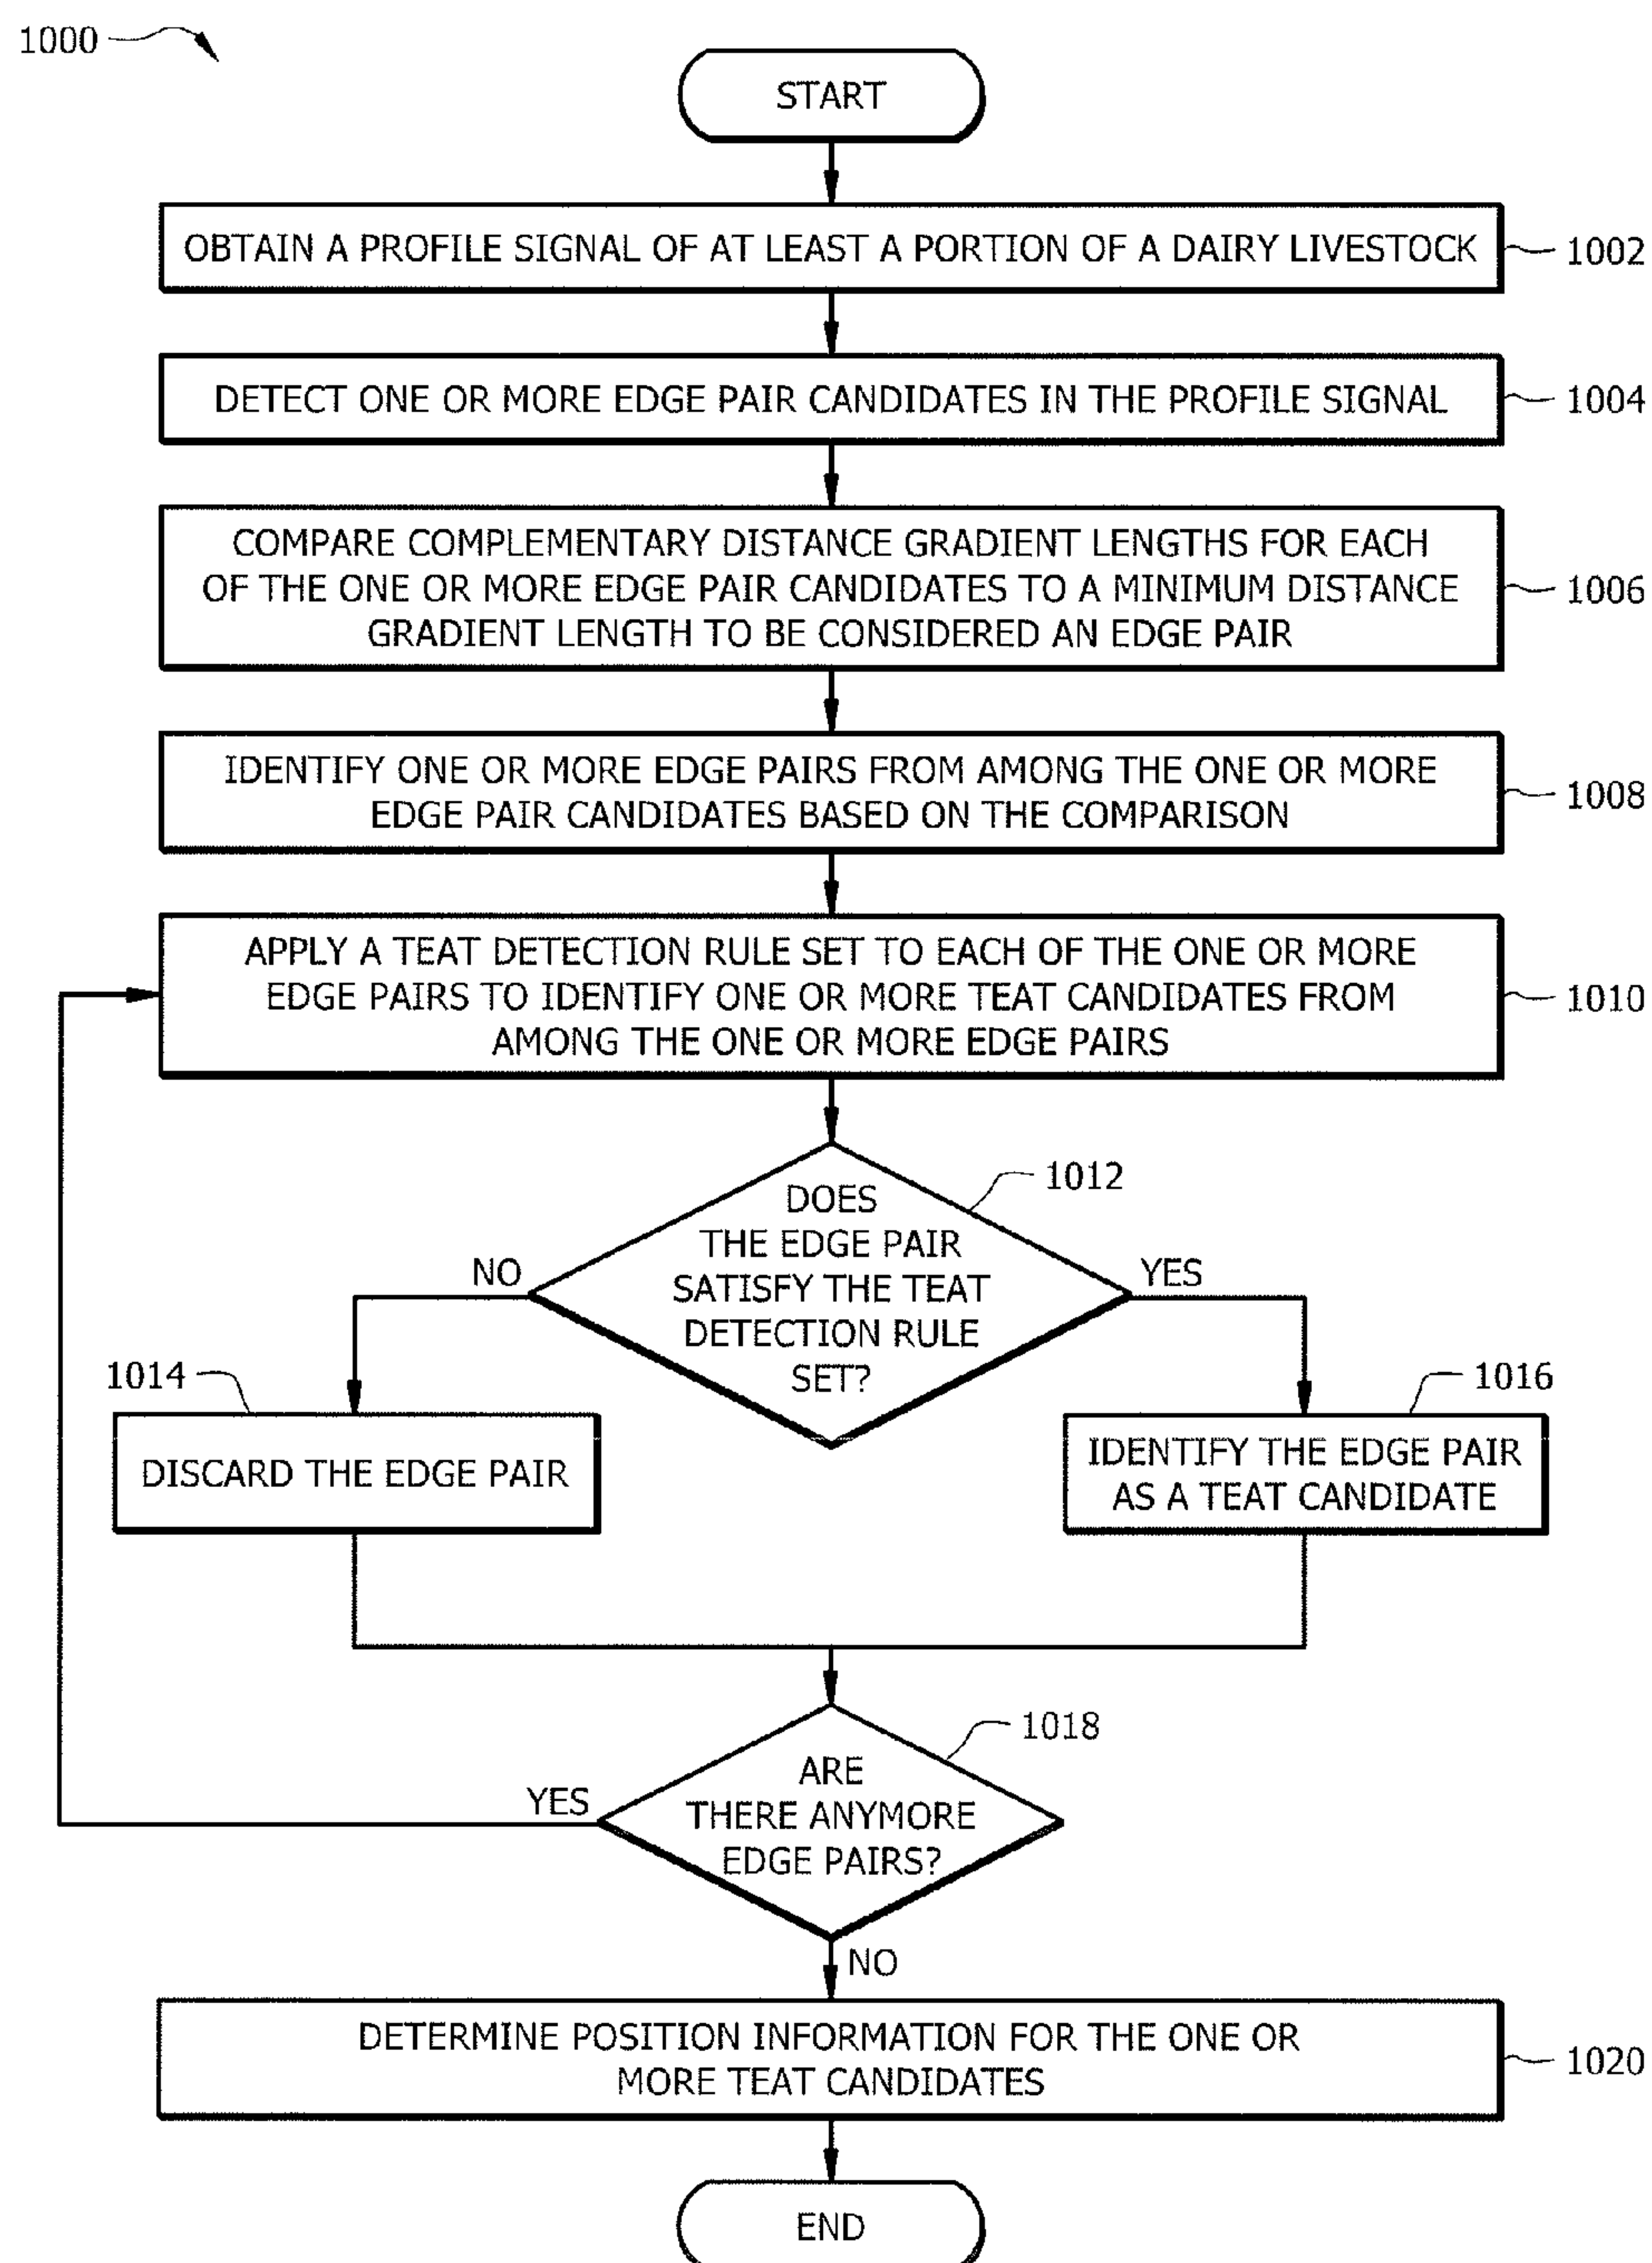 1000
START
OBTAIN A PROFILE SIGNAL OF AT LEAST A PORTION OF A DAIRY LIVESTOCK
1002
DETECT ONE OR MORE EDGE PAIR CANDIDATES IN THE PROFILE SIGNAL
1004
COMPARE COMPLEMENTARY DISTANCE GRADIENT LENGTHS FOR EACH
OF THE ONE OR MORE EDGE PAIR CANDIDATES TO A MINIMUM DISTANCE
GRADIENT LENGTH TO BE CONSIDERED AN EDGE PAIR
1006
IDENTIFY ONE OR MORE EDGE PAIRS FROM AMONG THE ONE OR MORE
EDGE PAIR CANDIDATES BASED ON THE COMPARISON
1008
APPLY A TEAT DETECTION RULE SET TO EACH OF THE ONE OR MORE
EDGE PAIRS TO IDENTIFY ONE OR MORE TEAT CANDIDATES FROM
AMONG THE ONE OR MORE EDGE PAIRS
1010
DOES
THE EDGE PAIR
SATISFY THE TEAT
DETECTION RULE
SET?
1012
NO
YES
1014
DISCARD THE EDGE PAIR
1016
IDENTIFY THE EDGE PAIR
AS A TEAT CANDIDATE
ARE
THERE ANYMORE
EDGE PAIRS?
1018
YES
NO
DETERMINE POSITION INFORMATION FOR THE ONE OR
MORE TEAT CANDIDATES
1020
END